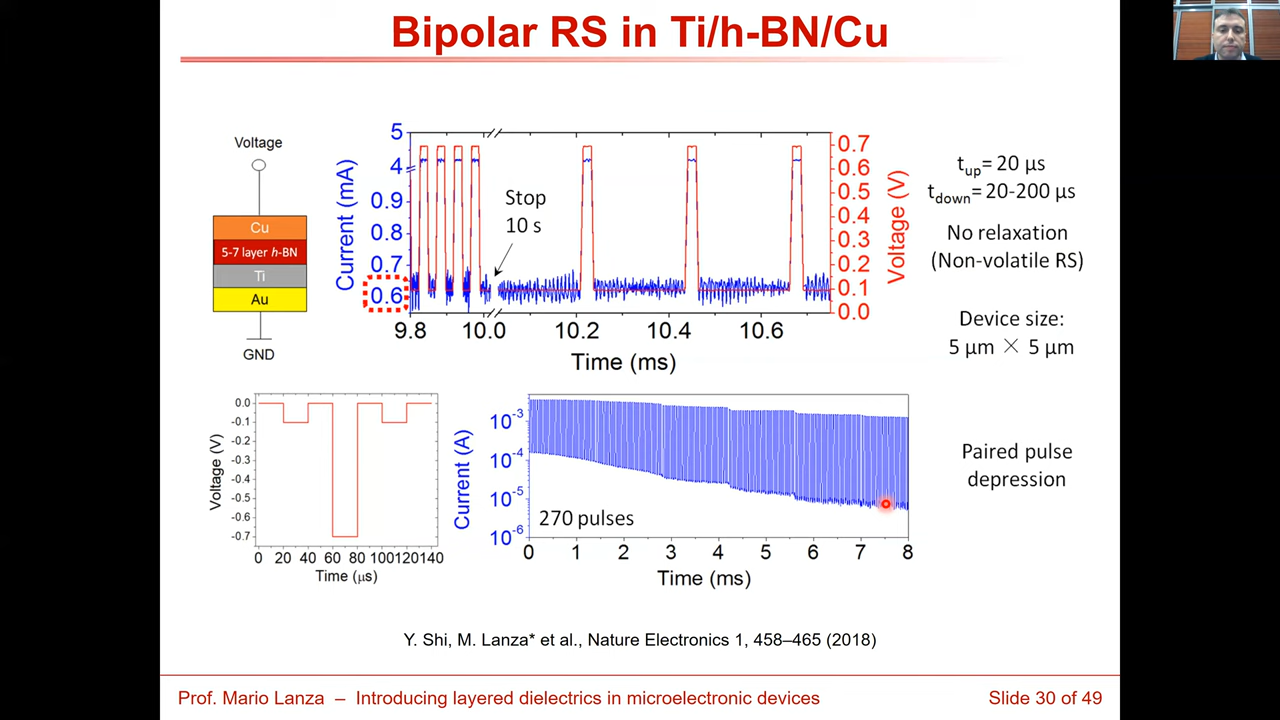 Bipolar RS in Ti/h-BN/Cu
Voltage
Cu
5-7 layer h-BN
Ti
Au
GND
Current (mA)
5
4
0.9
0.8
0.7
0.6
Stop
10 s
0.7
0.6
0.5
0.4
0.3
0.2
0.1
0.0
Voltage (V)
9.8 10.0 10.2 10.4 10.6
Time (ms)
tup= 20 µs
tdown= 20-200 µs
No relaxation
(Non-volatile RS)
Device size:
5 µm × 5 µm
Voltage (V)
0.0
-0.1
-0.2
-0.3
-0.4
-0.5
-0.6
-0.7
0 20 40 60 80 100 120 140
Time (µs)
Current (A)
10-3
10-4
10-5
10-6
270 pulses
0 1 2 3 4 5 6 7 8
Time (ms)
Paired pulse
depression
Y. Shi, M. Lanza* et al., Nature Electronics 1, 458–465 (2018)
Prof. Mario Lanza – Introducing layered dielectrics in microelectronic devices
Slide 30 of 49